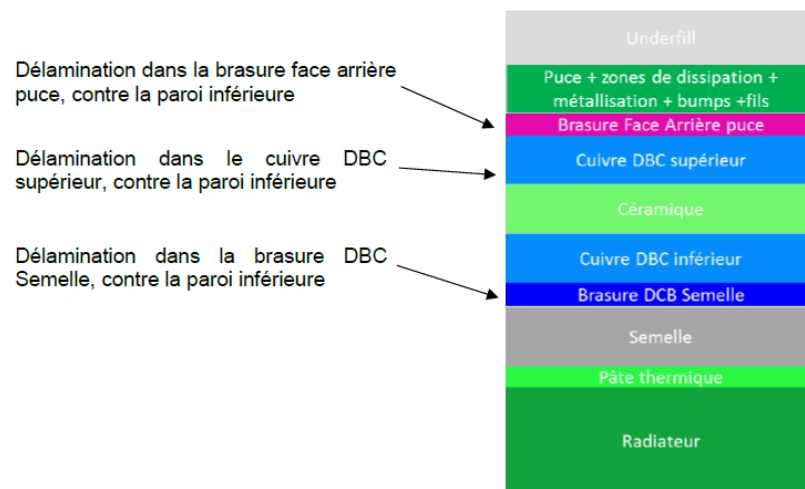 Délamination dans la brasure face arrière
puce, contre la paroi inférieure
Délamination dans le cuivre DBC
supérieur, contre la paroi inférieure
Délamination dans la brasure DBC
Semelle, contre la paroi inférieure
Underfill
Puce + zones de dissipation +
métallisation + bumps +fils
Brasure Face Arrière puce
Cuivre DBC supérieur
Céramique
Cuivre DBC inférieur
Brasure DCB Semelle
Semelle
Pâte thermique
Radiateur